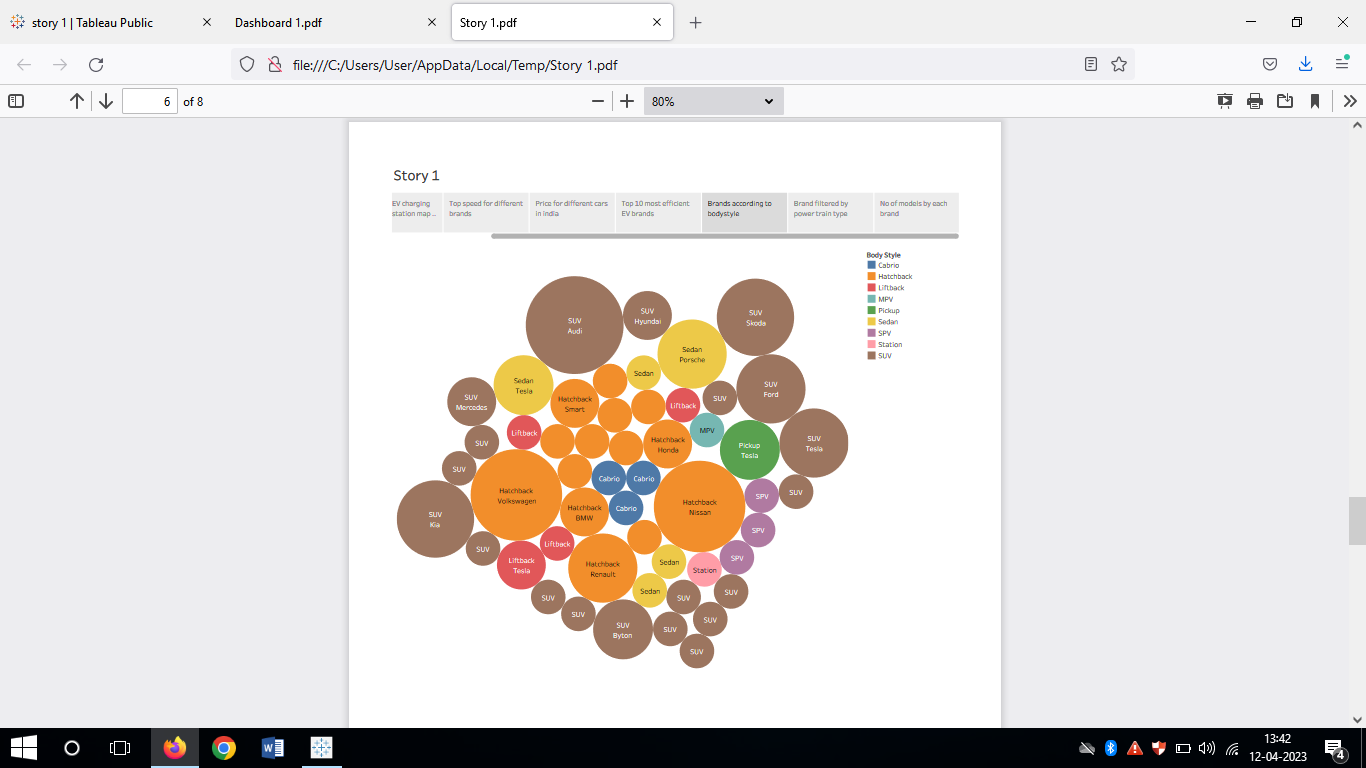 story 1 | Tableau Public
Dashboard 1.pdf
Story 1.pdf
file:///C:/Users/User/AppData/Local/Temp/Story 1.pdf
6 of 8
80%
Story 1
EV charging
station map ..
Top speed for different
brands
Price for different cars
in india
Top 10 most efficient
EV brands
Brands according to
bodystyle
Brand filtered by
power train type
No of models by each
brand
Body Style
Cabrio
Hatchback
Liftback
MPV
Pickup
Sedan
SPV
Station
SUV
SUV
Audi
SUV
Hyundai
SUV
Skoda
Sedan
Porsche
Sedan
Sedan
Tesla
SUV
Ford
SUV
Mercedes
Hatchback
Smart
Liftback
SUV
Liftback
MPV
SUV
Hatchback
Honda
Pickup
Tesla
SUV
Tesla
SUV
Cabrio
Cabrio
Hatchback
Volkswagen
SUV
SPV
Hatchback
Nissan
Cabrio
Hatchback
BMW
SUV
Kia
SPV
SUV
Liftback
SPV
Liftback
Tesla
Hatchback
Renault
Sedan
Station
Sedan
SUV
SUV
SUV
SUV
SUV
SUV
Byton
SUV
SUV
13:42
12-04-2023
4